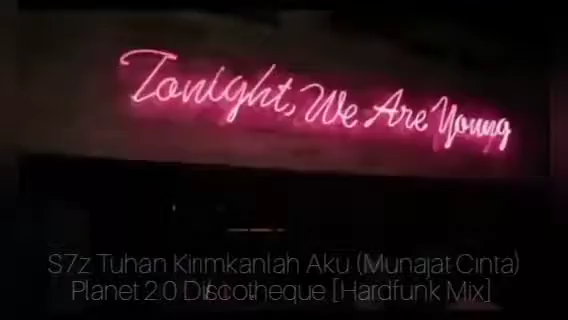 Tonight, We Are Young
S7z Tuhan Kirimkanlah Aku (Munajat Cinta)
Planet 2.0 Discotheque [Hardfunk Mix]